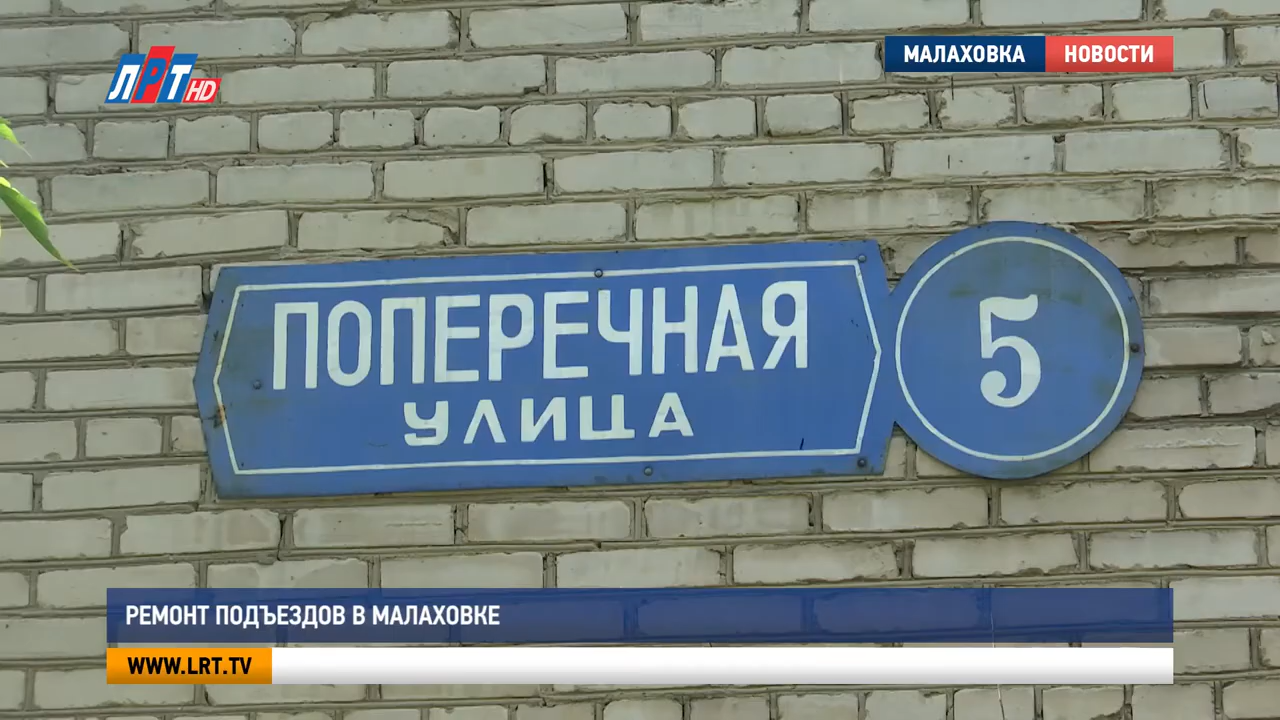 ЛРТ HD
МАЛАХОВКА НОВОСТИ
ПОПЕРЕЧНАЯ
УЛИЦА
5
РЕМОНТ ПОДЪЕЗДОВ В МАЛАХОВКЕ
WWW.LRT.TV